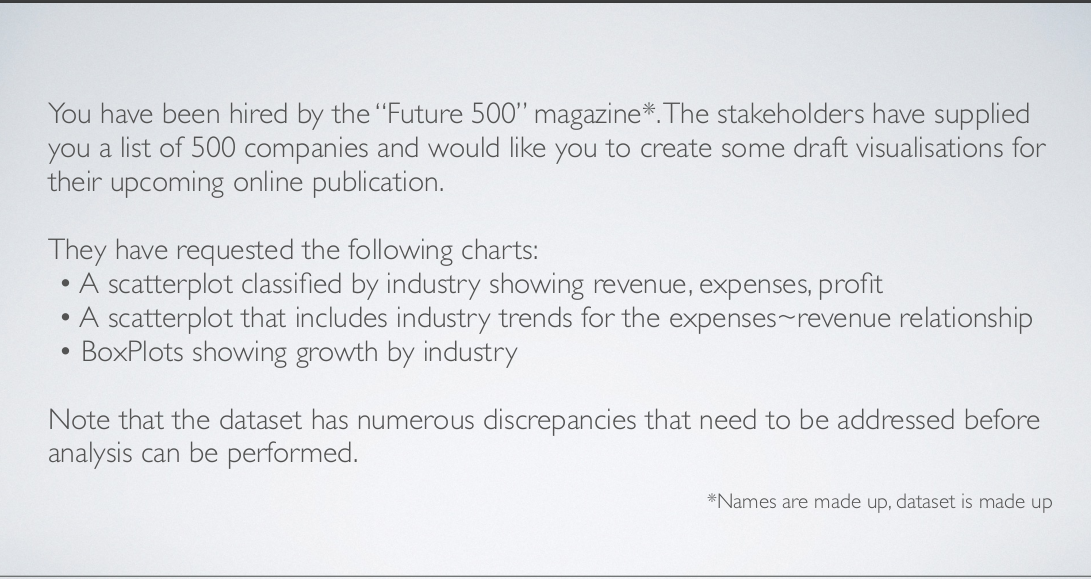 You have been hired by the “Future 500” magazine*. The stakeholders have supplied
you a list of 500 companies and would like you to create some draft visualisations for
their upcoming online publication.
They have requested the following charts:
• A scatterplot classified by industry showing revenue, expenses, profit
• A scatterplot that includes industry trends for the expenses~revenue relationship
• BoxPlots showing growth by industry
Note that the dataset has numerous discrepancies that need to be addressed before
analysis can be performed.
*Names are made up, dataset is made up